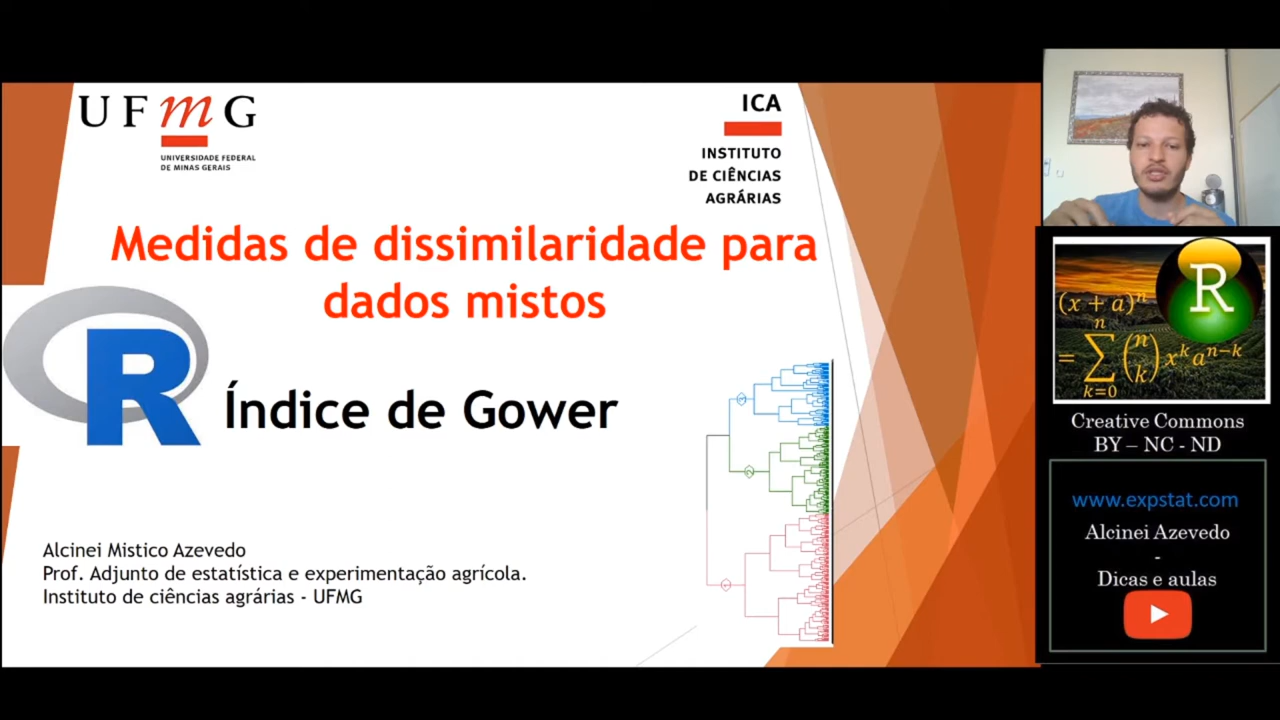 UFmG
UNIVERSIDADE FEDERAL
DE MINAS GERAIS
ICA
INSTITUTO
DE CIÊNCIAS
AGRÁRIAS
Medidas de dissimilaridade para
dados mistos
R
Índice de Gower
Alcinei Mistico Azevedo
Prof. Adjunto de estatística e experimentação agrícola.
Instituto de ciências agrárias - UFMG
R
(x + a)^n
= ∑_{k=0}^{n} (n k) x^k a^{n-k}
Creative Commons
BY – NC - ND
www.expstat.com
Alcinei Azevedo
-
Dicas e aulas